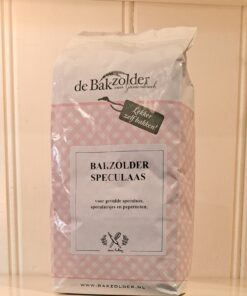 de Bakzolder
Lekker
zelf bakken!
BAKZOLDER
SPECULAAS
voor gevulde speculaas,
speculaasjes en pepernoten.
WWW.BAKZOLDER.NL